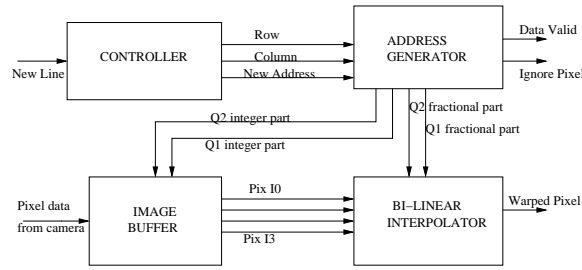 Row
Data Valid
CONTROLLER
ADDRESS
GENERATOR
Column
New Line
New Address
Ignore Pixel
Q2 fractional part
Q2 integer part
Q1 fractional part
Q1 integer part
Pix I0
Pixel data
from camera
IMAGE
BUFFER
BI-LINEAR
INTERPOLATOR
Warped Pixel
Pix I3